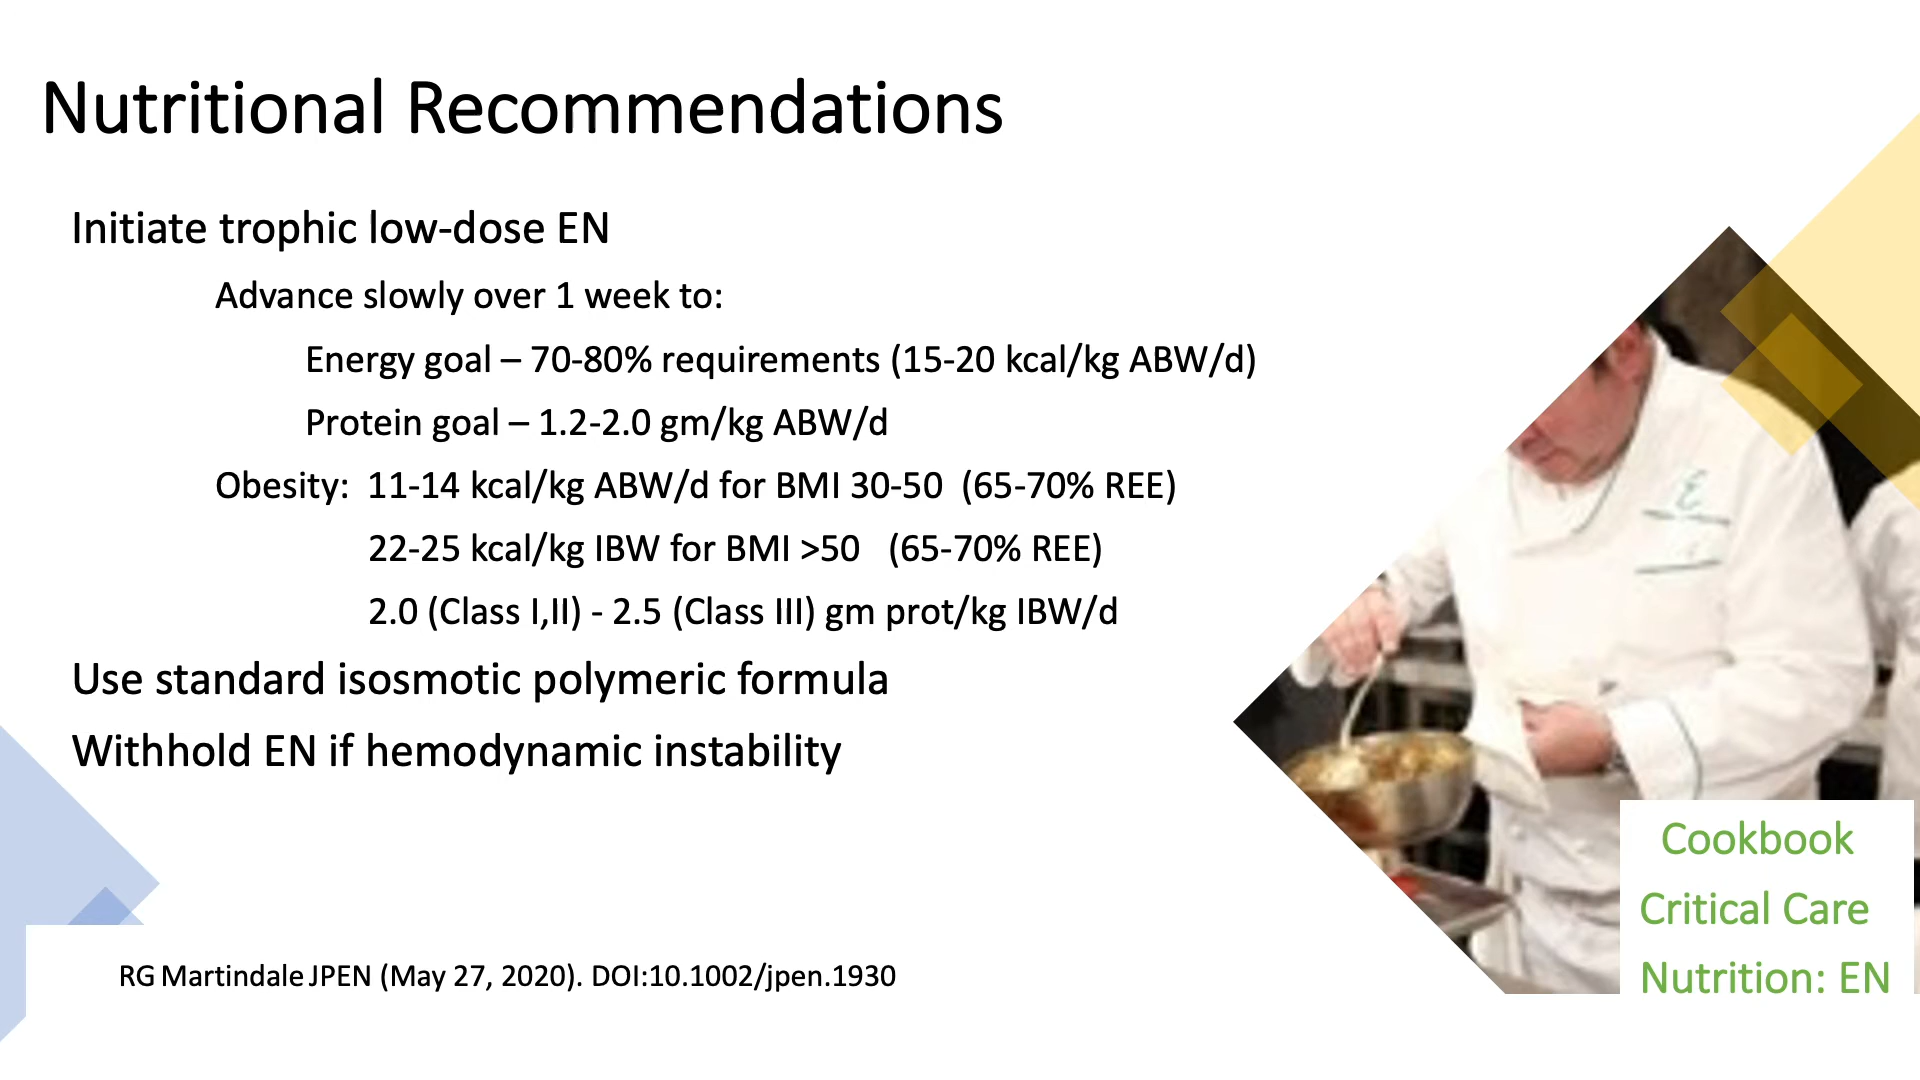 Nutritional Recommendations
Initiate trophic low-dose EN
Advance slowly over 1 week to:
Energy goal – 70-80% requirements (15-20 kcal/kg ABW/d)
Protein goal – 1.2-2.0 gm/kg ABW/d
Obesity: 11-14 kcal/kg ABW/d for BMI 30-50 (65-70% REE)
22-25 kcal/kg IBW for BMI >50 (65-70% REE)
2.0 (Class I,II) - 2.5 (Class III) gm prot/kg IBW/d
Use standard isosmotic polymeric formula
Withhold EN if hemodynamic instability
RG Martindale JPEN (May 27, 2020). DOI:10.1002/jpen.1930
Cookbook
Critical Care
Nutrition: EN